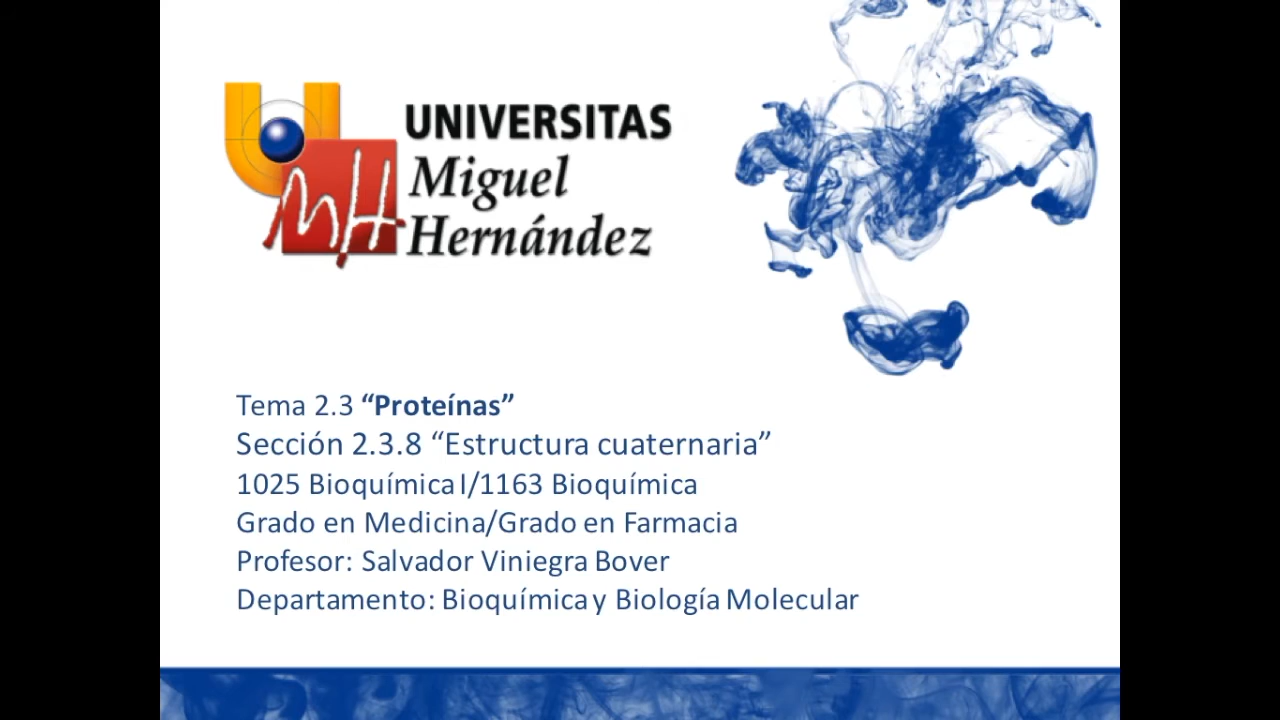 UNIVERSITAS
Miguel
Hernández
Tema 2.3 “Proteínas”
Sección 2.3.8 “Estructura cuaternaria”
1025 Bioquímica I/1163 Bioquímica
Grado en Medicina/Grado en Farmacia
Profesor: Salvador Viniegra Bover
Departamento: Bioquímica y Biología Molecular